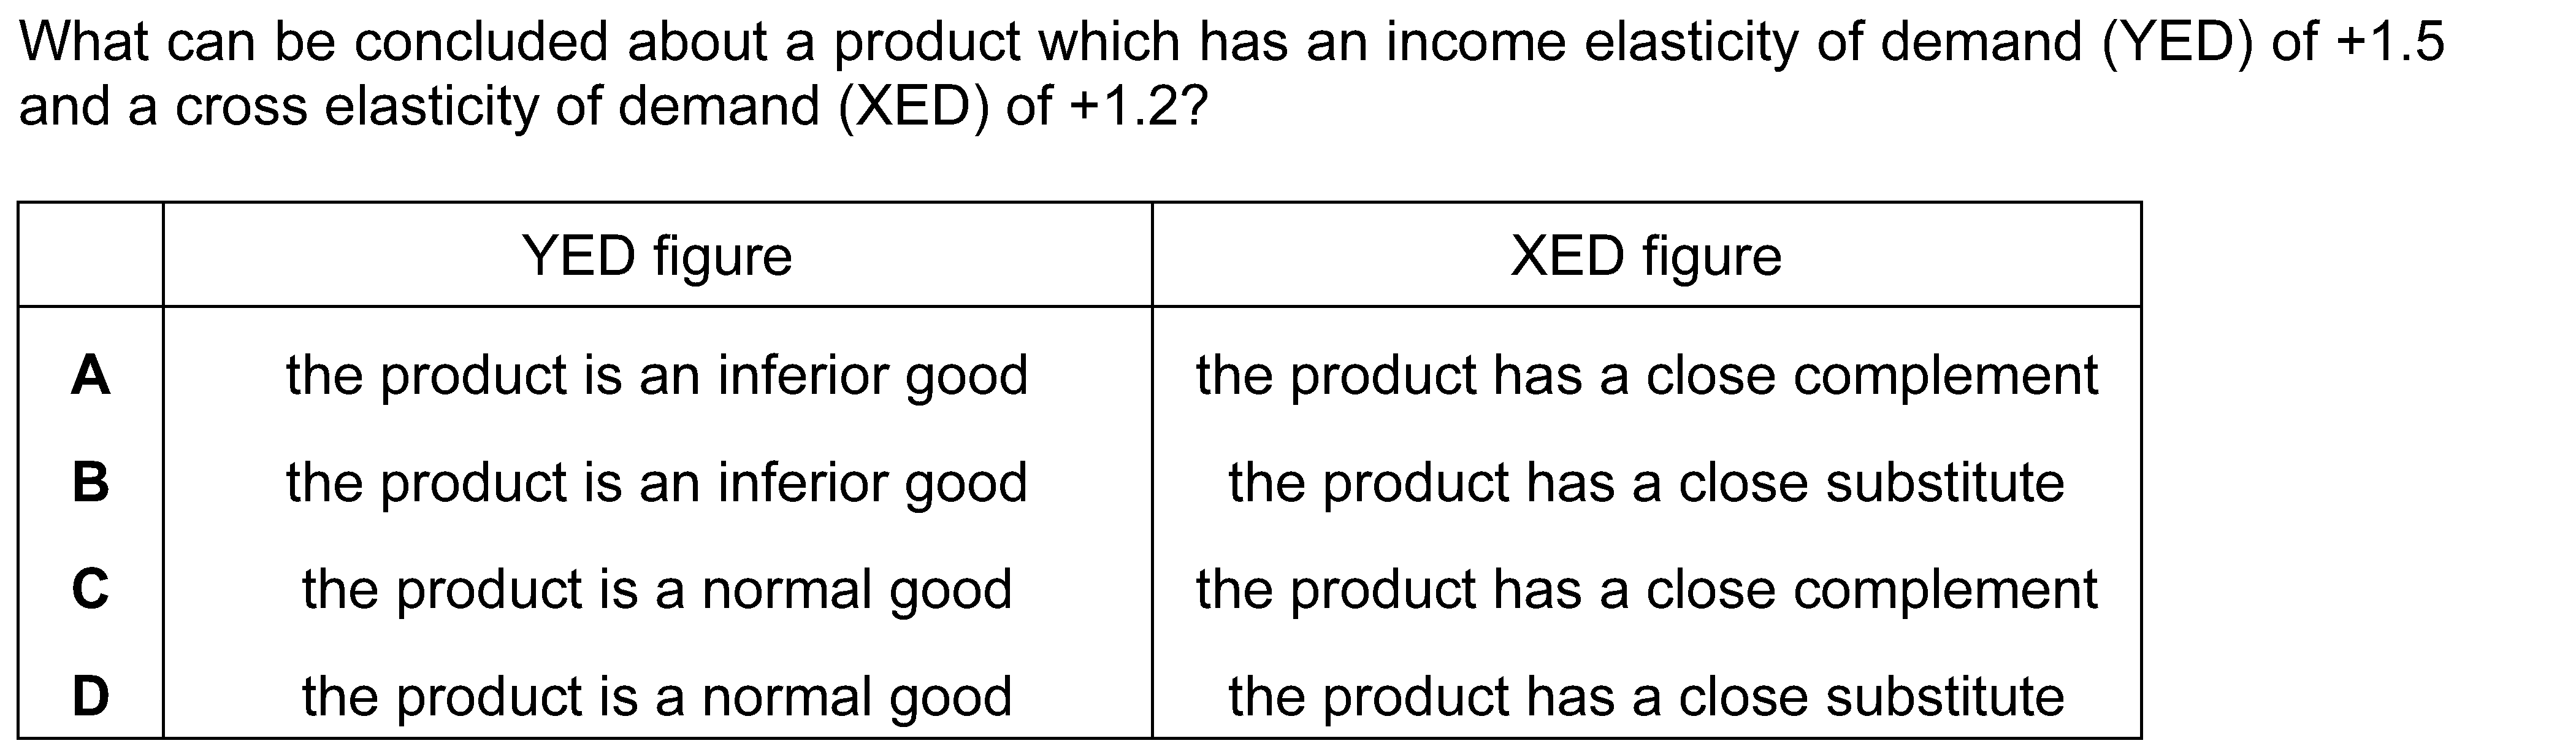 What can be concluded about a product which has an income elasticity of demand (YED) of +1.5
and a cross elasticity of demand (XED) of +1.2?
YED figure XED figure
A the product is an inferior good the product has a close complement
B the product is an inferior good the product has a close substitute
C the product is a normal good the product has a close complement
D the product is a normal good the product has a close substitute